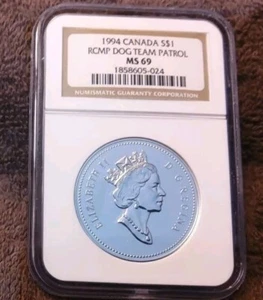 1994 CANADA S$1
RCMP DOG TEAM PATROL
MS 69
1858605-024
NUMISMATIC GUARANTY CORPORATION
ELIZABETH II D·G·REGINA